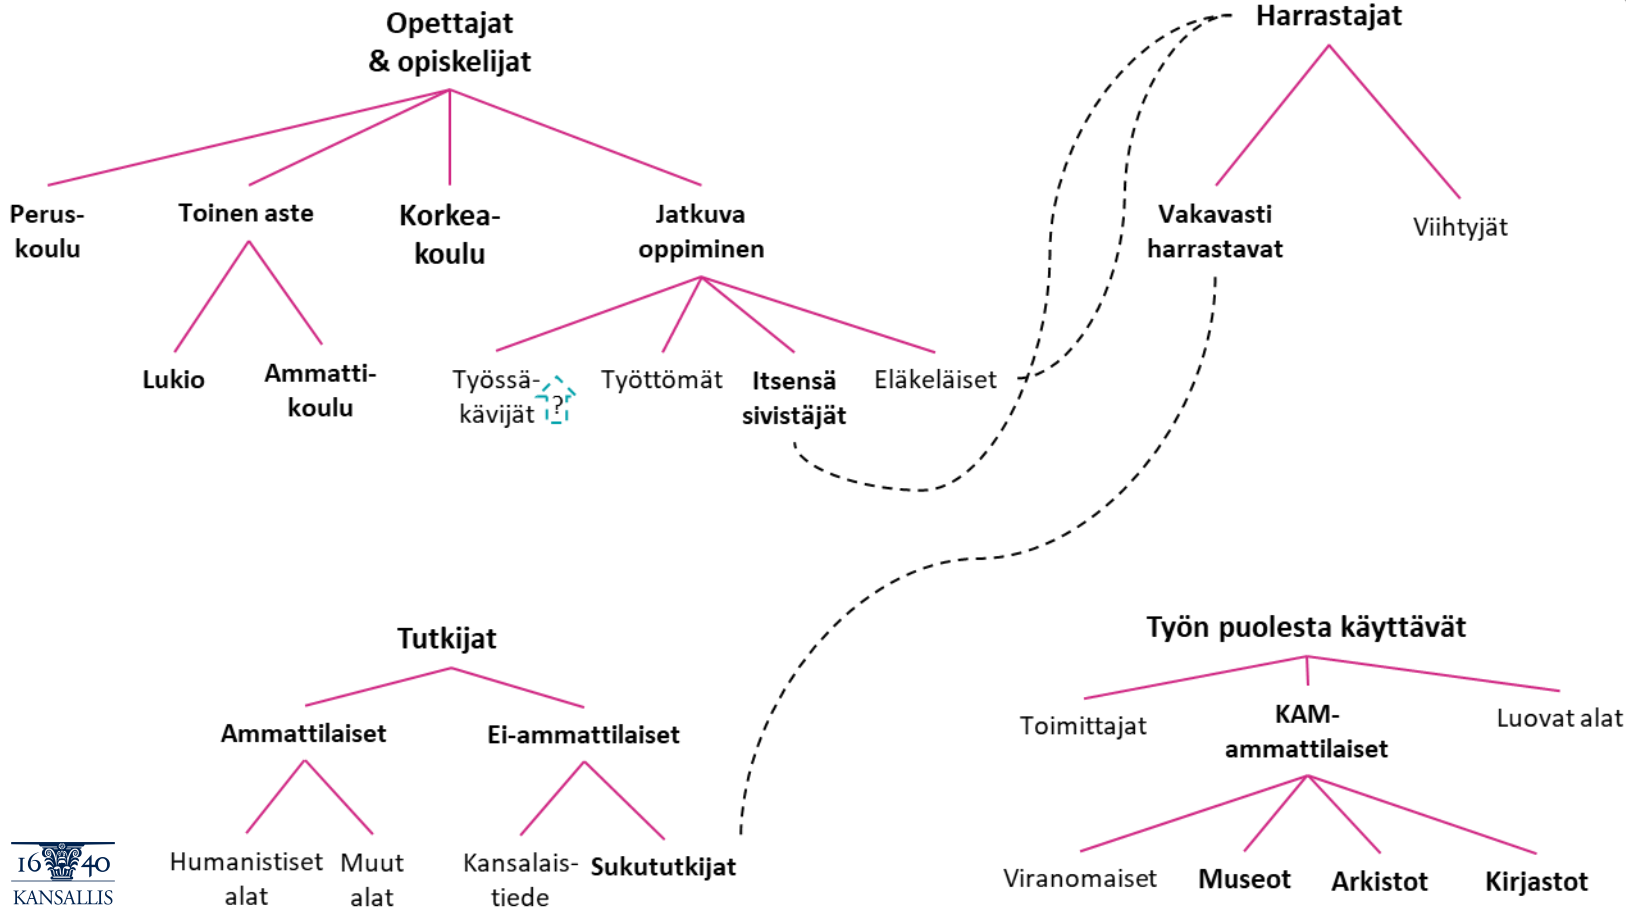 Opettajat
& opiskelijat
Harrastajat
Perus-
koulu
Toinen aste
Korkea-
koulu
Jatkuva
oppiminen
Vakavasti
harrastavat
Viihtyjät
Lukio
Ammatti-
koulu
Työssä-
kävijät
?
Työttömät
Itsensä
sivistäjät
Eläkeläiset
Tutkijat
Työn puolesta käyttävät
Ammattilaiset
Ei-ammattilaiset
Toimittajat
KAM-
ammattilaiset
Luovat alat
Humanistiset
alat
Muut
alat
Kansalais-
tiede
Sukututkijat
Viranomaiset
Museot
Arkistot
Kirjastot
1640
KANSALLIS